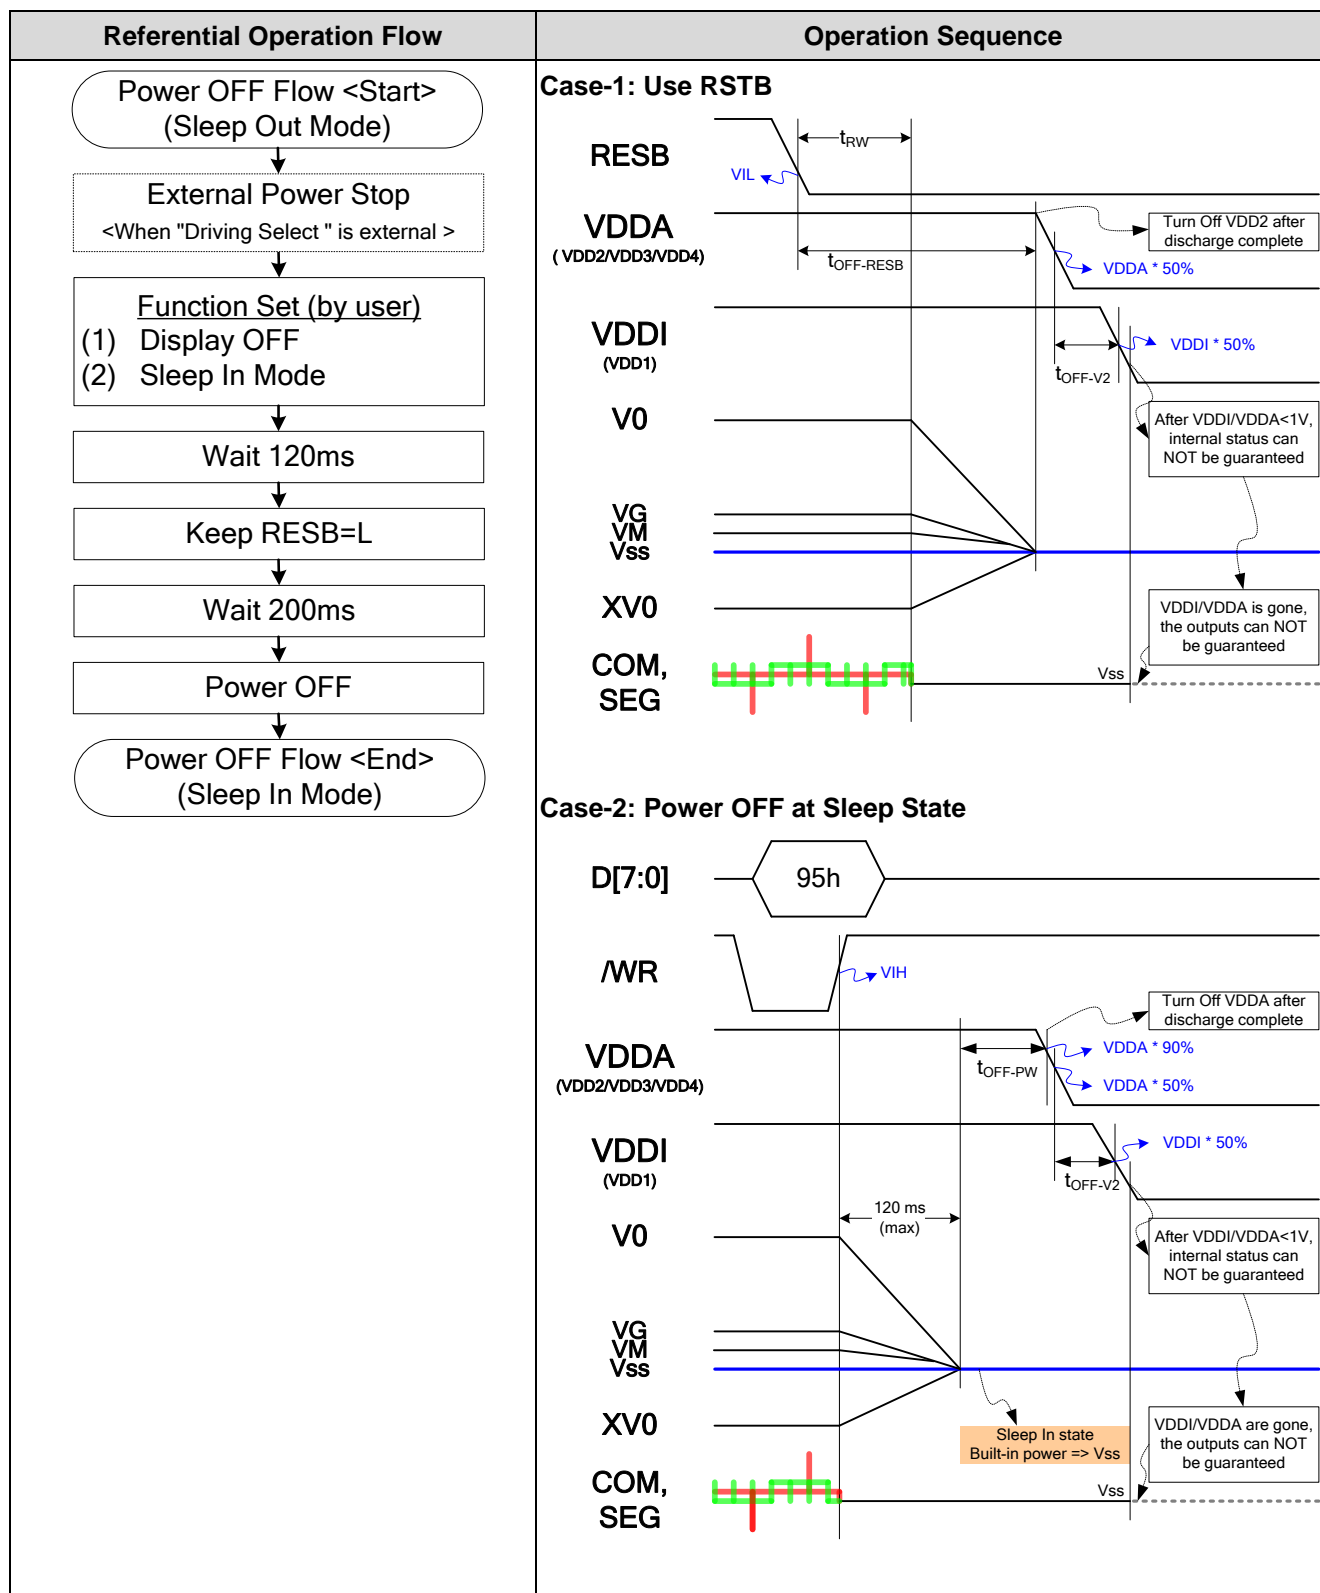 Referential Operation Flow
Operation Sequence
Power OFF Flow <Start>
(Sleep Out Mode)
External Power Stop
<When "Driving Select " is external >
Function Set (by user)
(1) Display OFF
(2) Sleep In Mode
Wait 120ms
Keep RESB=L
Wait 200ms
Power OFF
Power OFF Flow <End>
(Sleep In Mode)
Case-1: Use RSTB
RESB
tRW
VIL
VDDA
( VDD2/VDD3/VDD4)
tOFF-RESB
Turn Off VDD2 after
discharge complete
VDDA * 50%
VDDI
(VDD1)
tOFF-V2
VDDI * 50%
V0
After VDDI/VDDA<1V,
internal status can
NOT be guaranteed
VG
VM
Vss
XV0
VDDI/VDDA is gone,
the outputs can NOT
be guaranteed
COM,
SEG
Vss
Case-2: Power OFF at Sleep State
D[7:0]
95h
/WR
VIH
Turn Off VDDA after
discharge complete
VDDA
(VDD2/VDD3/VDD4)
tOFF-PW
VDDA * 90%
VDDA * 50%
VDDI
(VDD1)
VDDI * 50%
tOFF-V2
120 ms
(max)
V0
After VDDI/VDDA<1V,
internal status can
NOT be guaranteed
VG
VM
Vss
XV0
Sleep In state
Built-in power => Vss
VDDI/VDDA are gone,
the outputs can NOT
be guaranteed
COM,
SEG
Vss